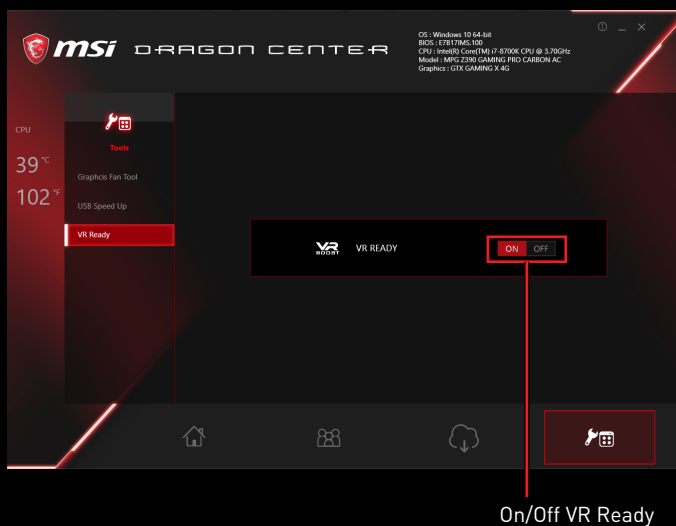 msi DRAGON CENTER
OS : Windows 10 64-bit
BIOS : E7B17IMS.100
CPU : Intel(R) Core(TM) i7-8700K CPU @ 3.70GHz
Model : MPG Z390 GAMING PRO CARBON AC
Graphics : GTX GAMING X 4G
CPU
39 °C
102 °F
Tools
Graphcis Fan Tool
USB Speed Up
VR Ready
VR BOOST
VR READY
ON OFF
On/Off VR Ready